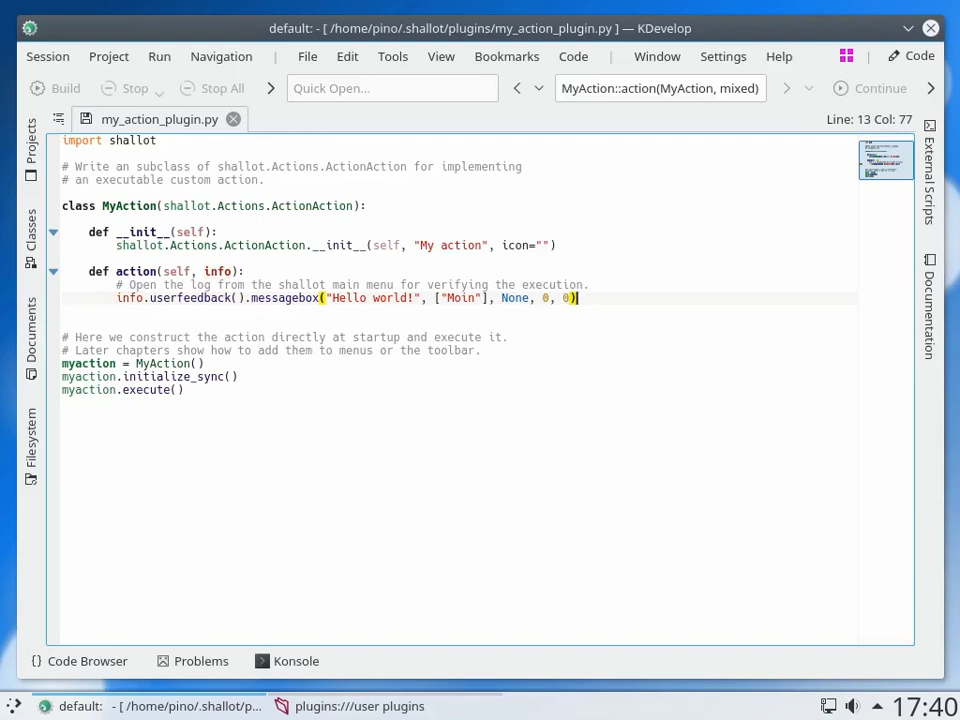 default: - [ /home/pino/.shallot/plugins/my_action_plugin.py ] — KDevelop
Session Project Run Navigation File Edit Tools View Bookmarks Code Window Settings Help Code
Build Stop Stop All Quick Open... MyAction::action(MyAction, mixed) Continue
my_action_plugin.py Line: 13 Col: 77
import shallot
# Write an subclass of shallot.Actions.ActionAction for implementing
# an executable custom action.
class MyAction(shallot.Actions.ActionAction):
def __init__(self):
shallot.Actions.ActionAction.__init__(self, "My action", icon="")
def action(self, info):
# Open the log from the shallot main menu for verifying the execution.
info.userfeedback().messagebox("Hello world!", ["Moin"], None, 0, 0)
# Here we construct the action directly at startup and execute it.
# Later chapters show how to add them to menus or the toolbar.
myaction = MyAction()
myaction.initialize_sync()
myaction.execute()
Projects
Classes
Documents
Filesystem
External Scripts
Documentation
Code Browser Problems Konsole
default: - [ /home/pino/.shallot/p... plugins:///user plugins 17:40